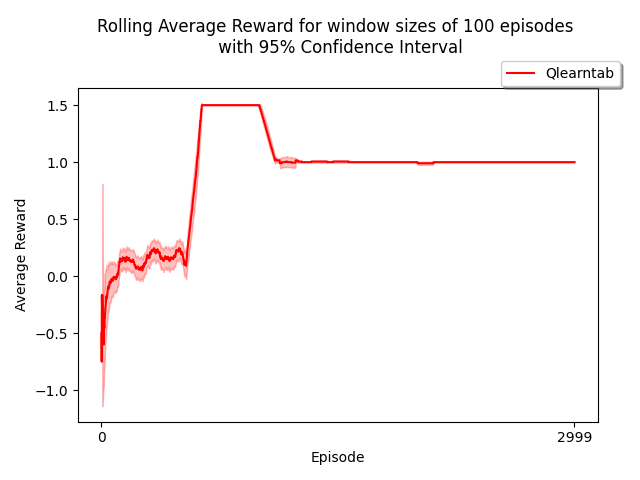 Rolling Average Reward for window sizes of 100 episodes
with 95% Confidence Interval
Qlearntab
1.5
1.0
0.5
0.0
−0.5
−1.0
Average Reward
0
2999
Episode